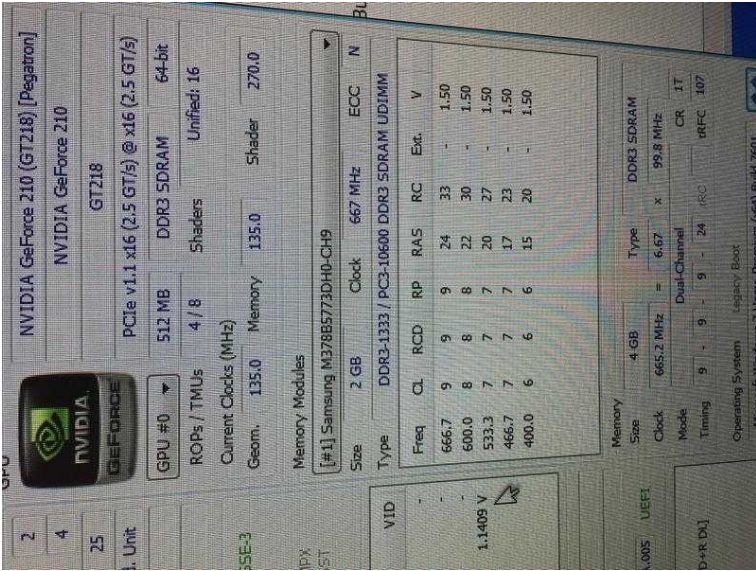 GPU
NVIDIA GeForce 210 (GT218) [Pegatron]
NVIDIA GeForce 210
GT218
PCIe v1.1 x16 (2.5 GT/s) @ x16 (2.5 GT/s)
NVIDIA
GEFORCE
GPU #0 512 MB DDR3 SDRAM 64-bit
ROPs / TMUs 4 / 8 Shaders Unified: 16
Current Clocks (MHz)
Geom. 135.0 Memory 135.0 Shader 270.0
Memory Modules
[#1] Samsung M378B5773DH0-CH9
Size 2 GB Clock 667 MHz ECC N
Type DDR3-1333 / PC3-10600 DDR3 SDRAM UDIMM
Freq CL RCD RP RAS RC Ext. V
666.7 9 9 9 24 33 - 1.50
600.0 8 8 8 22 30 - 1.50
533.3 7 7 7 20 27 - 1.50
466.7 7 7 7 17 23 - 1.50
400.0 6 6 6 15 20 - 1.50
Memory
Size 4 GB Type DDR3 SDRAM
Clock 665.2 MHz = 6.67 x 99.8 MHz
Mode Dual-Channel CR 1T
Timing 9 - 9 - 9 - 24 tRC tRFC 107
Operating System Legacy Boot
2
4
25
. Unit
SSE-3
VID
-
-
1.1409 V
UEFI
D+R DL]
Bu